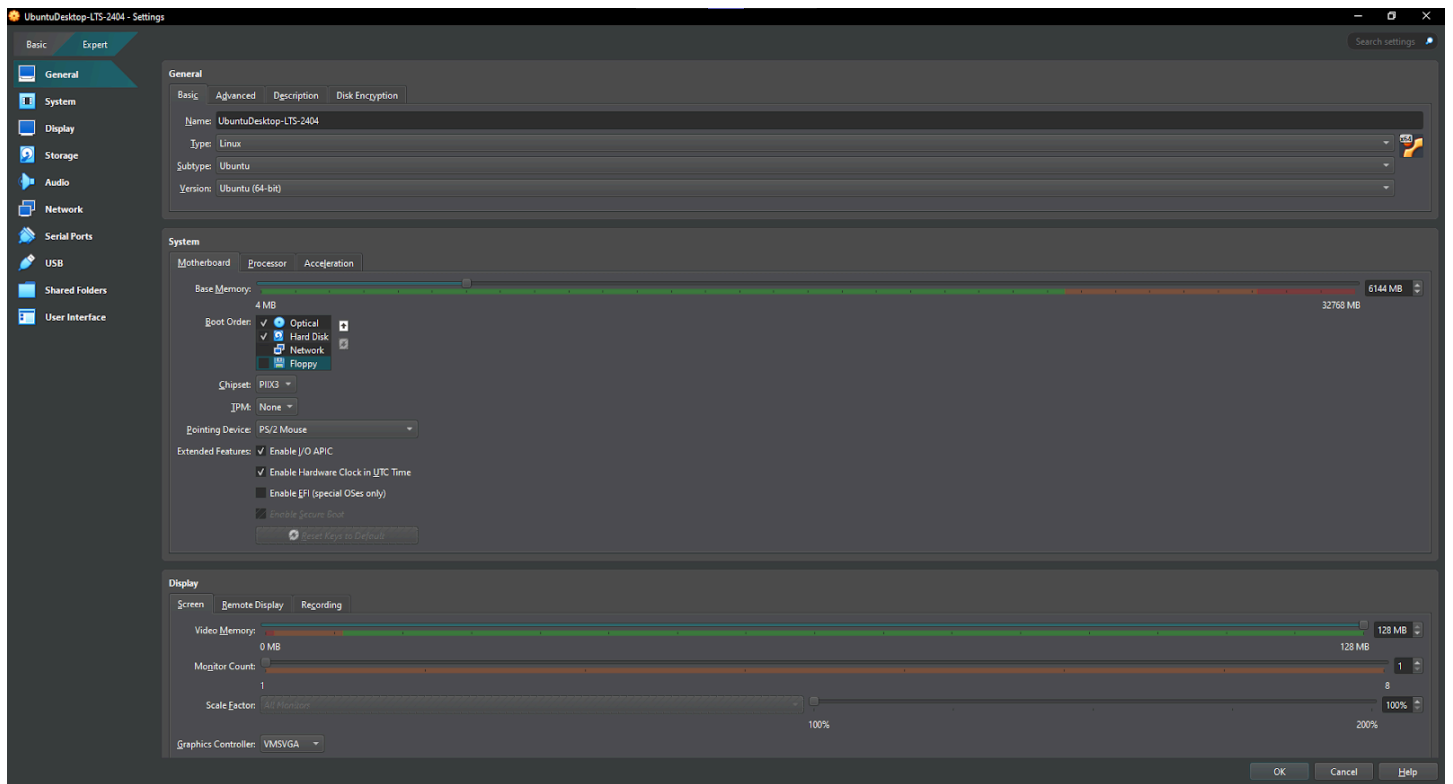 UbuntuDesktop-LTS-2404 - Settings
Basic Expert
Search settings
General
System
Display
Storage
Audio
Network
Serial Ports
USB
Shared Folders
User Interface
General
Basic Advanced Description Disk Encryption
Name: UbuntuDesktop-LTS-2404
Type: Linux
x64
Subtype: Ubuntu
Version: Ubuntu (64-bit)
System
Motherboard Processor Acceleration
Base Memory: 6144 MB
4 MB 32768 MB
Boot Order: Optical
Hard Disk
Network
Floppy
Chipset: PIIX3
TPM: None
Pointing Device: PS/2 Mouse
Extended Features: Enable I/O APIC
Enable Hardware Clock in UTC Time
Enable EFI (special OSes only)
Enable Secure Boot
Reset Keys to Default
Display
Screen Remote Display Recording
Video Memory: 128 MB
0 MB 128 MB
Monitor Count: 1
1 8
Scale Factor: All Monitors 100%
100% 200%
Graphics Controller: VMSVGA
OK Cancel Help